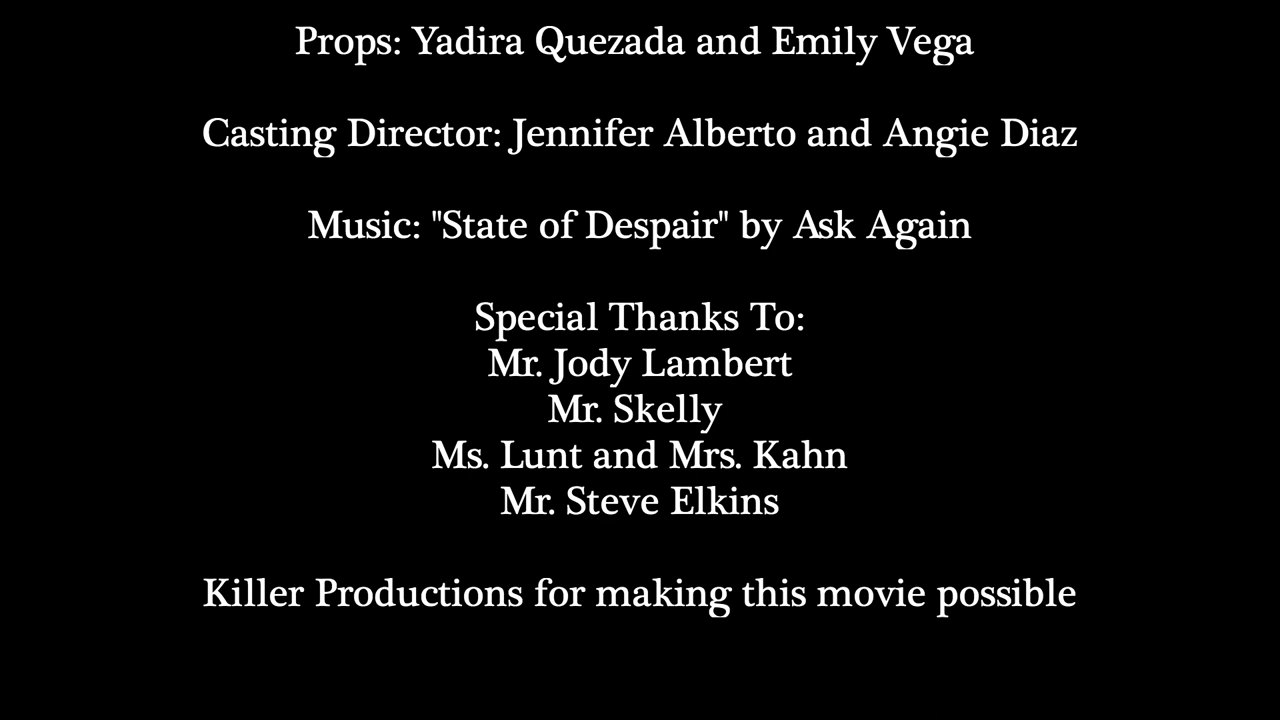 Props: Yadira Quezada and Emily Vega
Casting Director: Jennifer Alberto and Angie Diaz
Music: "State of Despair" by Ask Again
Special Thanks To:
Mr. Jody Lambert
Mr. Skelly
Ms. Lunt and Mrs. Kahn
Mr. Steve Elkins
Killer Productions for making this movie possible